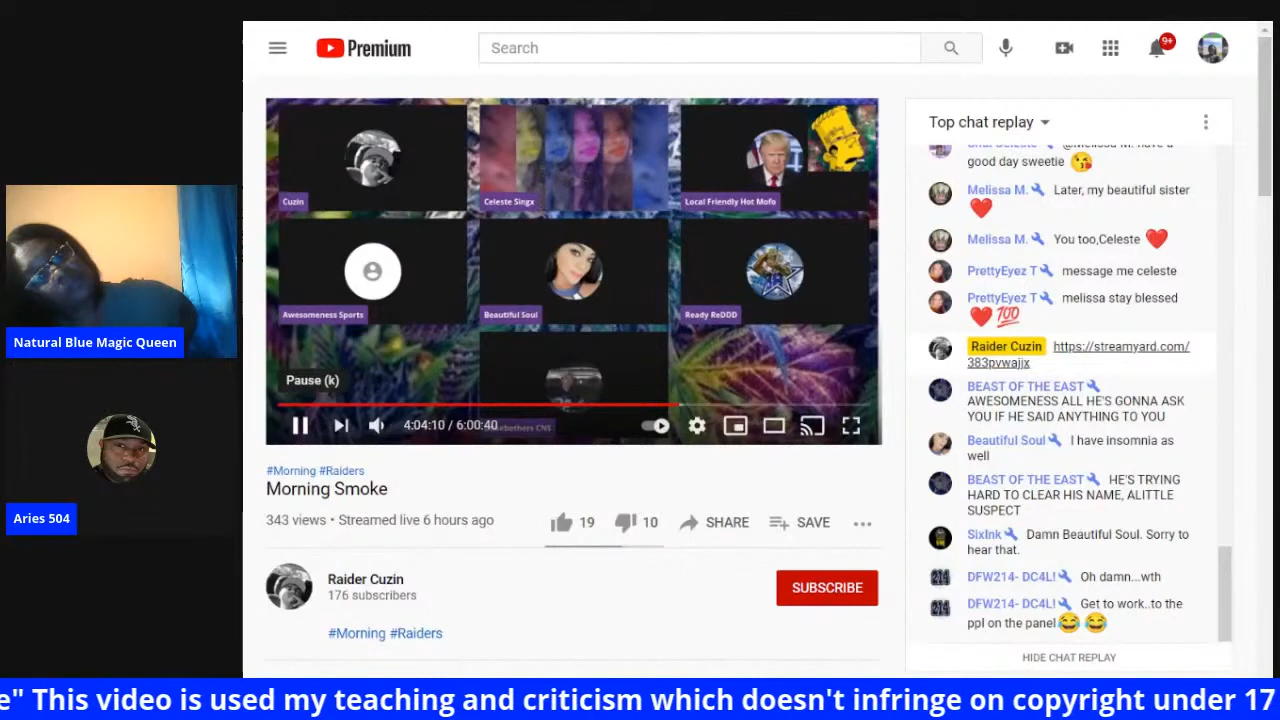 Premium
Search
9+
Natural Blue Magic Queen
Aries 504
Cuzin
Celeste Singx
Local Friendly Hot Mofo
Awesomeness Sports
Beautiful Soul
Ready ReDDD
Pause (k)
4:04:10 / 6:00:40
#Morning #Raiders
Morning Smoke
343 views • Streamed live 6 hours ago
19
10
SHARE
SAVE
Raider Cuzin
176 subscribers
SUBSCRIBE
#Morning #Raiders
Top chat replay
good day sweetie
Melissa M. Later, my beautiful sister
Melissa M. You too,Celeste
PrettyEyez T message me celeste
PrettyEyez T melissa stay blessed
100
Raider Cuzin https://streamyard.com/
383pvwajjx
BEAST OF THE EAST
AWESOMENESS ALL HE'S GONNA ASK
YOU IF HE SAID ANYTHING TO YOU
Beautiful Soul I have insomnia as
well
BEAST OF THE EAST HE'S TRYING
HARD TO CLEAR HIS NAME, ALITTLE
SUSPECT
SixInk Damn Beautiful Soul. Sorry to
hear that.
DFW214- DC4L! Oh damn...wth
DFW214- DC4L! Get to work..to the
ppl on the panel
HIDE CHAT REPLAY
e" This video is used my teaching and criticism which doesn't infringe on copyright under 17